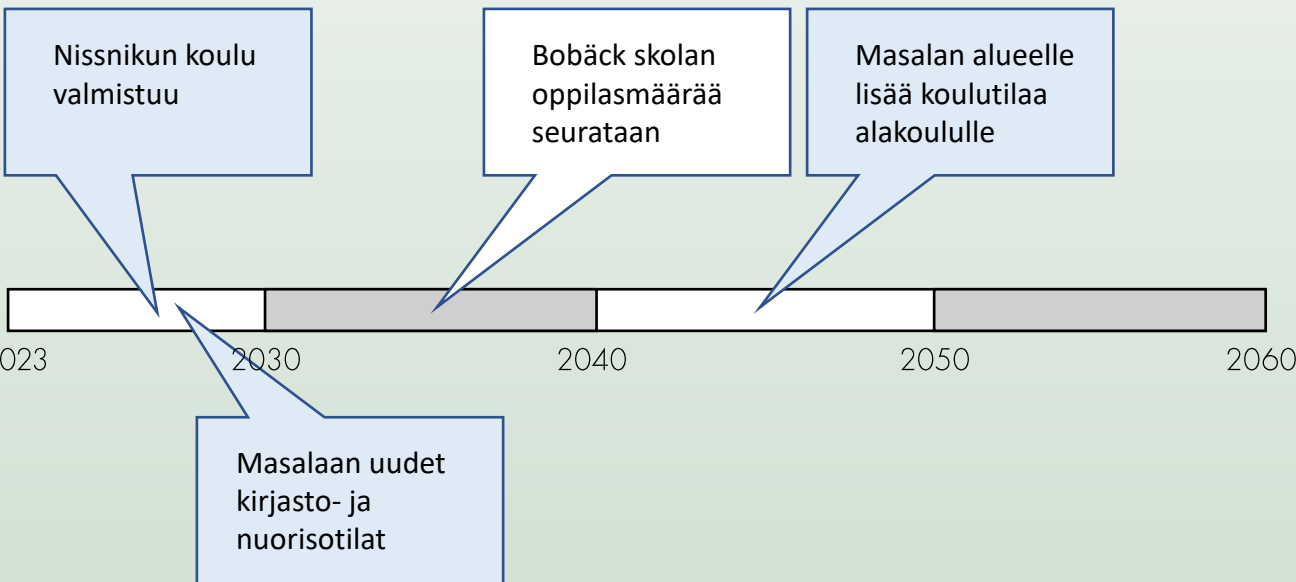 Nissnikun koulu
valmistuu
Bobäck skolan
oppilasmäärää
seurataan
Masalan alueelle
lisää koulutilaa
alakoululle
023
2030
2040
2050
2060
Masalaan uudet
kirjasto- ja
nuorisotilat